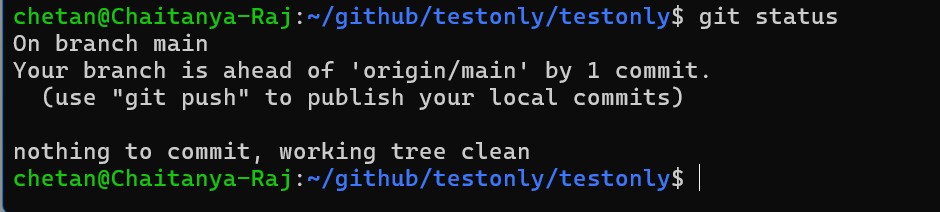 chetan@Chaitanya-Raj:~/github/testonly/testonly$ git status
On branch main
Your branch is ahead of 'origin/main' by 1 commit.
  (use "git push" to publish your local commits)

nothing to commit, working tree clean
chetan@Chaitanya-Raj:~/github/testonly/testonly$